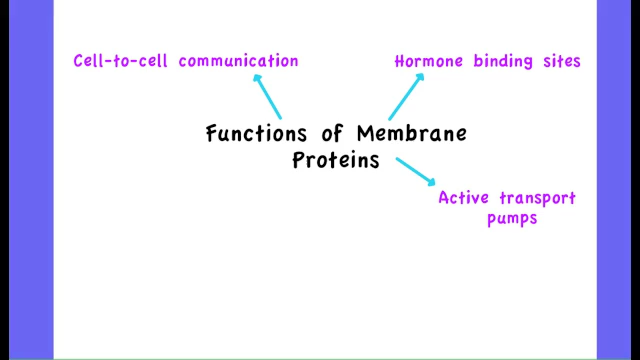 Cell-to-cell communication
Hormone binding sites
Functions of Membrane
Proteins
Active transport
pumps